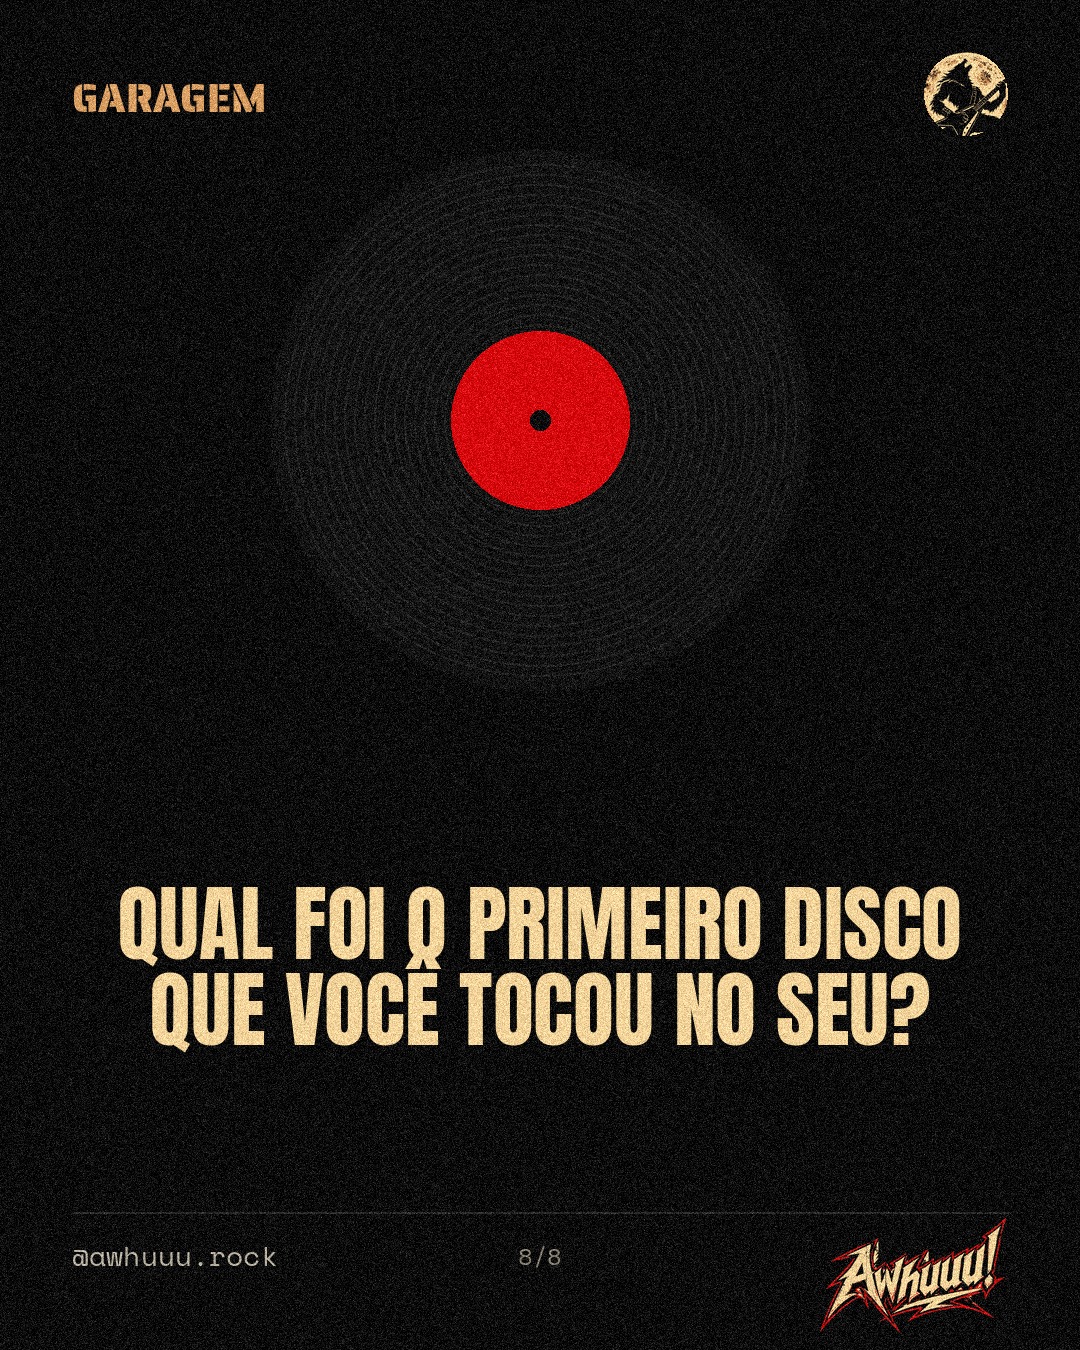 GARAGEM
QUAL FOI O PRIMEIRO DISCO
QUE VOCÊ TOCOU NO SEU?
@awhuuu.rock
8/8
Awhuuu!